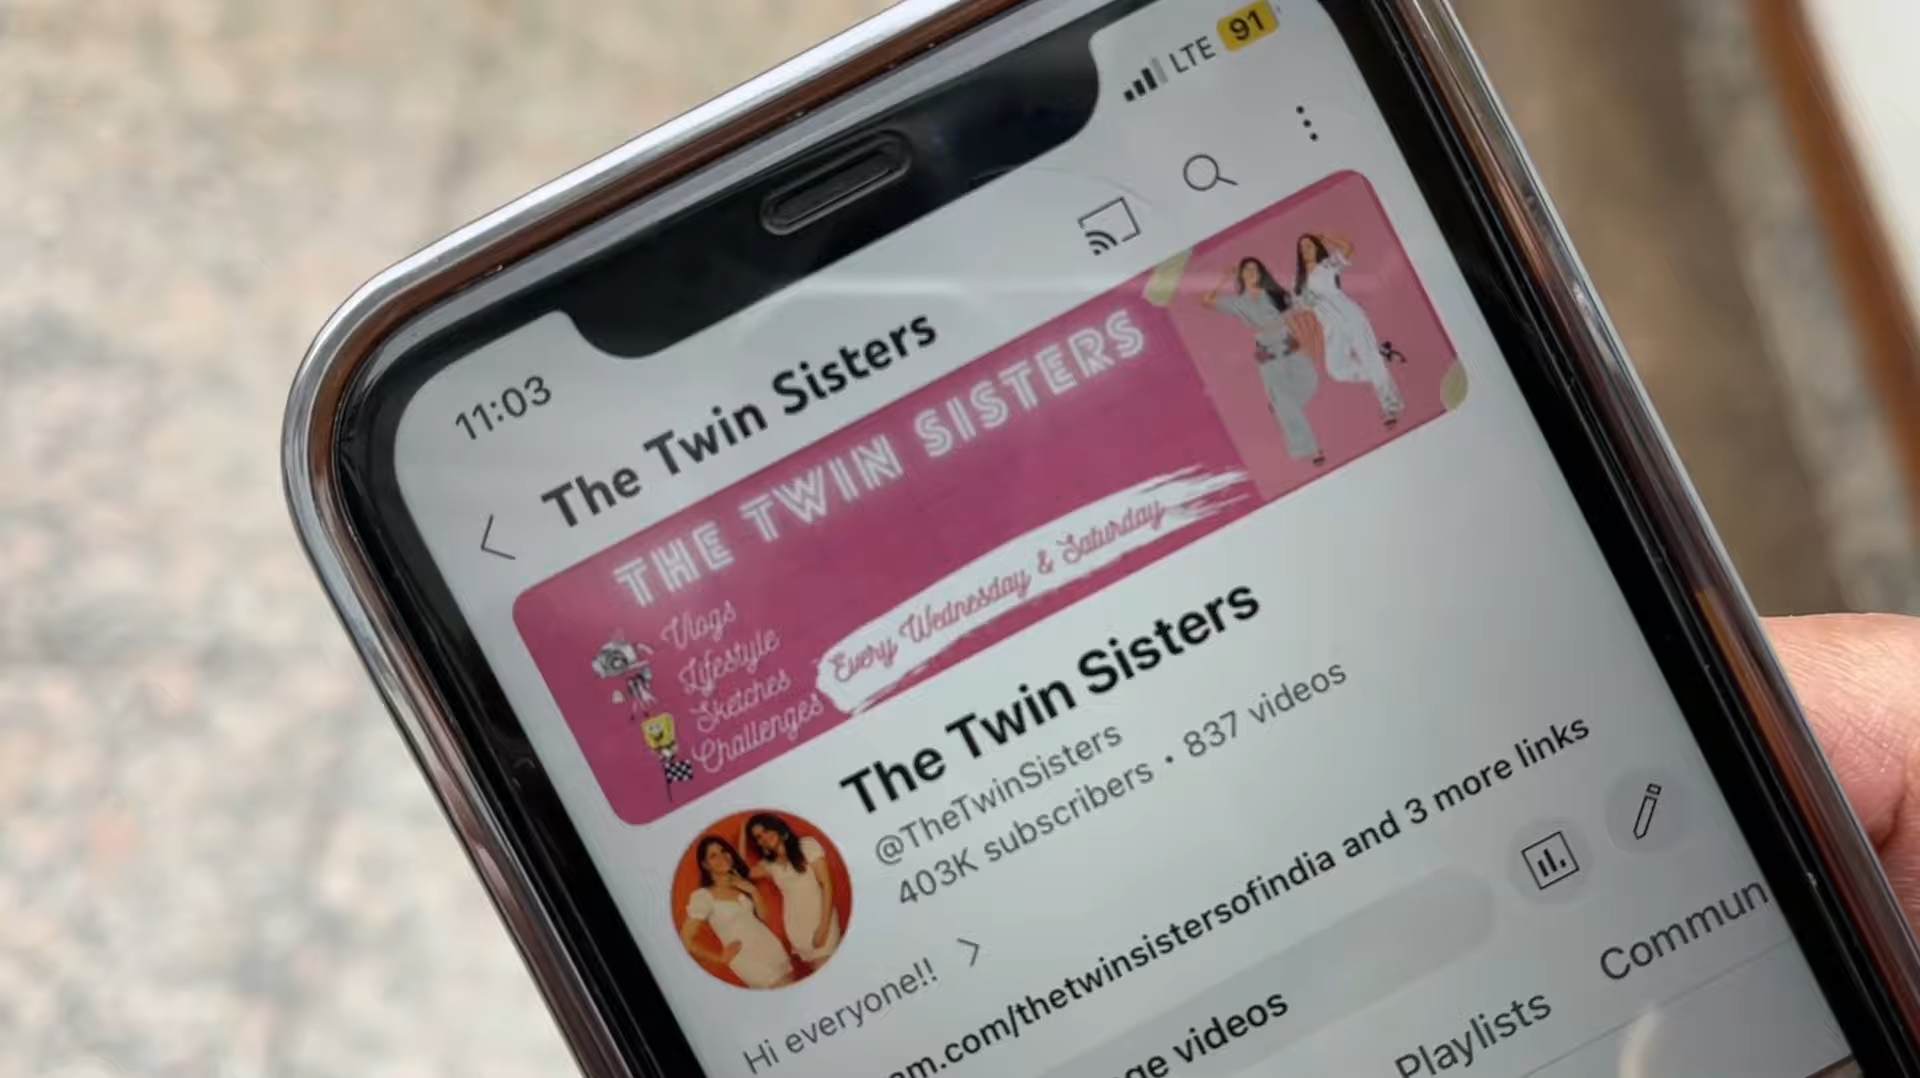 11:03
LTE 91
The Twin Sisters
THE TWIN SISTERS
Vlogs
Lifestyle
Sketches
Challenges
Every Wednesday & Saturday
The Twin Sisters
@TheTwinSisters
403K subscribers • 837 videos
Hi everyone!!
am.com/thetwinsistersofindia and 3 more links
ge videos
Playlists
Commun